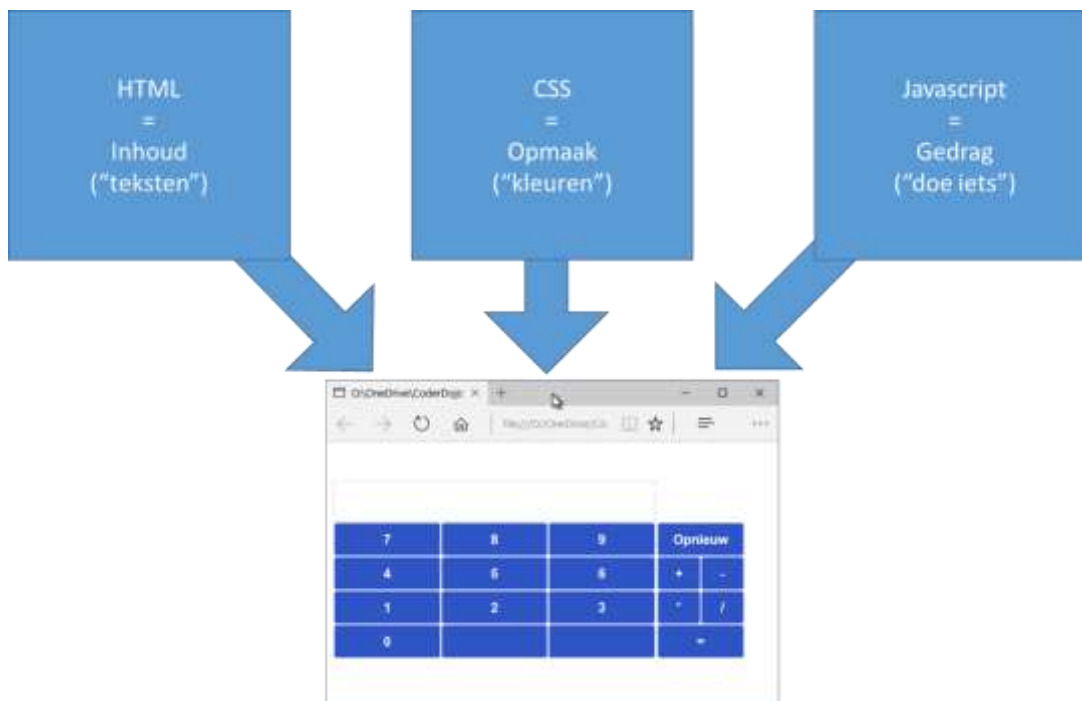 HTML
=
Inhoud
("teksten")
CSS
=
Opmaak
("kleuren")
Javascript
=
Gedrag
("doe iets")
7 8 9 Opnieuw
4 5 6 + -
1 2 3 * /
0 =